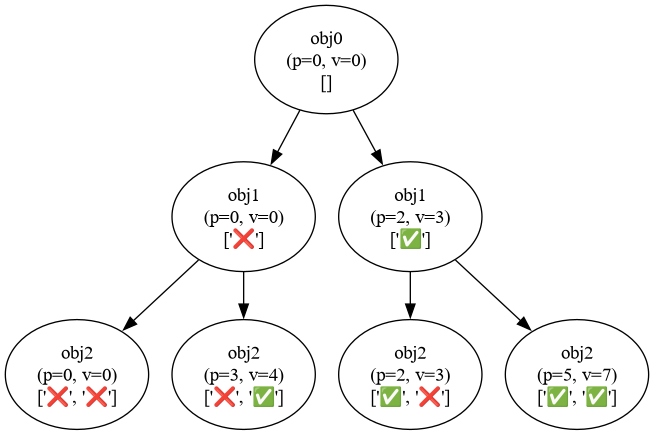 obj0
(p=0, v=0)
[]
obj1
(p=0, v=0)
['❌']
obj1
(p=2, v=3)
['✅']
obj2
(p=0, v=0)
['❌', '❌']
obj2
(p=3, v=4)
['❌', '✅']
obj2
(p=2, v=3)
['✅', '❌']
obj2
(p=5, v=7)
['✅', '✅']